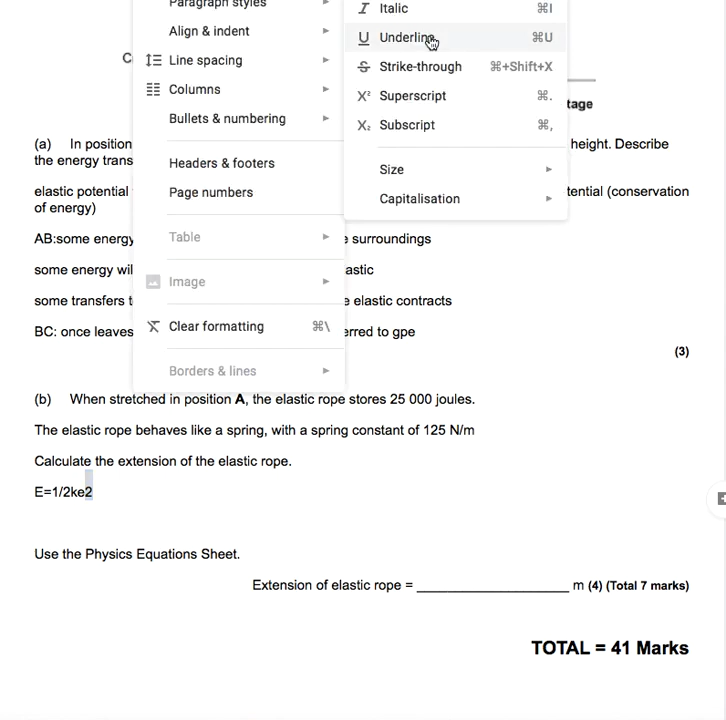 Paragraph styles
Align & indent
Line spacing
Columns
Bullets & numbering
Headers & footers
Page numbers
Table
Image
Clear formatting ⌘\
Borders & lines
I Italic ⌘I
U Underline ⌘U
S Strike-through ⌘+Shift+X
X² Superscript ⌘.
X₂ Subscript ⌘,
Size
Capitalisation
C
tage
(a) In position height. Describe
the energy trans
elastic potential tential (conservation
of energy)
AB:some energy surroundings
some energy wil astic
some transfers t e elastic contracts
BC: once leaves rred to gpe
(3)
(b) When stretched in position A, the elastic rope stores 25 000 joules.
The elastic rope behaves like a spring, with a spring constant of 125 N/m
Calculate the extension of the elastic rope.
E=1/2ke2
Use the Physics Equations Sheet.
Extension of elastic rope = ____________________ m (4) (Total 7 marks)
TOTAL = 41 Marks